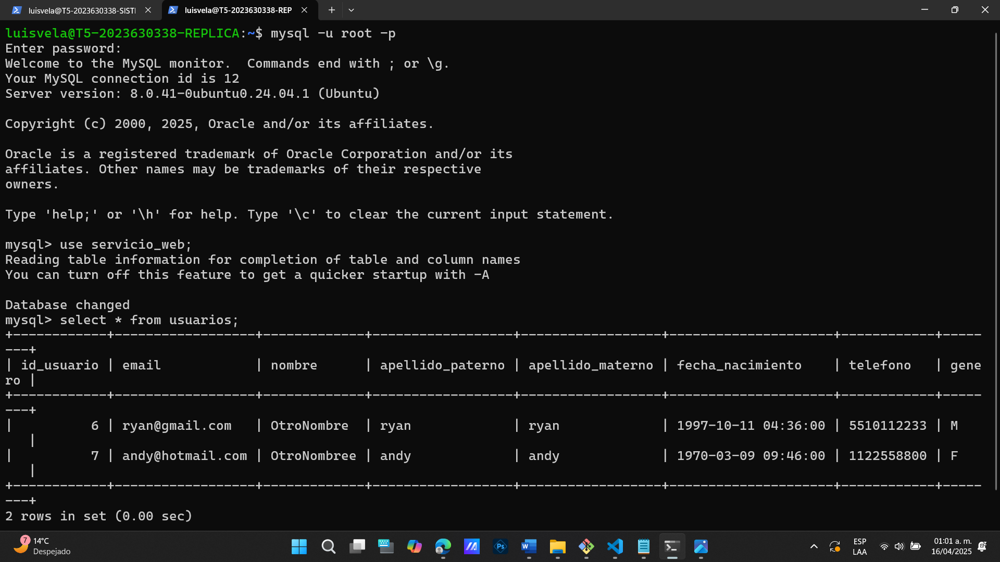 luisvela@T5-2023630338-SISTI
luisvela@T5-2023630338-REP
luisvela@T5-2023630338-REPLICA:~$ mysql -u root -p
Enter password:
Welcome to the MySQL monitor.  Commands end with ; or \g.
Your MySQL connection id is 12
Server version: 8.0.41-0ubuntu0.24.04.1 (Ubuntu)
Copyright (c) 2000, 2025, Oracle and/or its affiliates.
Oracle is a registered trademark of Oracle Corporation and/or its
affiliates. Other names may be trademarks of their respective
owners.
Type 'help;' or '\h' for help. Type '\c' to clear the current input statement.
mysql> use servicio_web;
Reading table information for completion of table and column names
You can turn off this feature to get a quicker startup with -A
Database changed
mysql> select * from usuarios;
+------------+------------------+-------------+------------------+------------------+---------------------+------------+-----
---+
| id_usuario | email            | nombre      | apellido_paterno | apellido_materno | fecha_nacimiento    | telefono   | gene
ro |
+------------+------------------+-------------+------------------+------------------+---------------------+------------+-----
---+
|          6 | ryan@gmail.com   | OtroNombre  | ryan             | ryan             | 1997-10-11 04:36:00 | 5510112233 | M
   |
|          7 | andy@hotmail.com | OtroNombree | andy             | andy             | 1970-03-09 09:46:00 | 1122558800 | F
   |
+------------+------------------+-------------+------------------+------------------+---------------------+------------+-----
---+
2 rows in set (0.00 sec)
7
14°C
Despejado
Ps
W
ESP
LAA
01:01 a. m.
16/04/2025